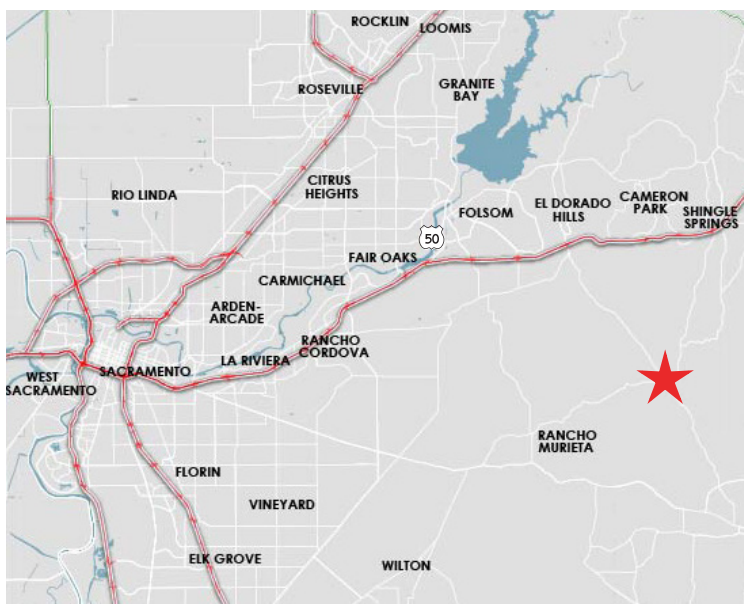 ROCKLIN
LOOMIS
ROSEVILLE
GRANITE
BAY
CITRUS
HEIGHTS
RIO LINDA
FOLSOM
EL DORADO
HILLS
CAMERON
PARK
SHINGLE
SPRINGS
50
FAIR OAKS
CARMICHAEL
ARDEN-
ARCADE
RANCHO
CORDOVA
LA RIVIERA
SACRAMENTO
WEST
SACRAMENTO
RANCHO
MURIETA
FLORIN
VINEYARD
ELK GROVE
WILTON